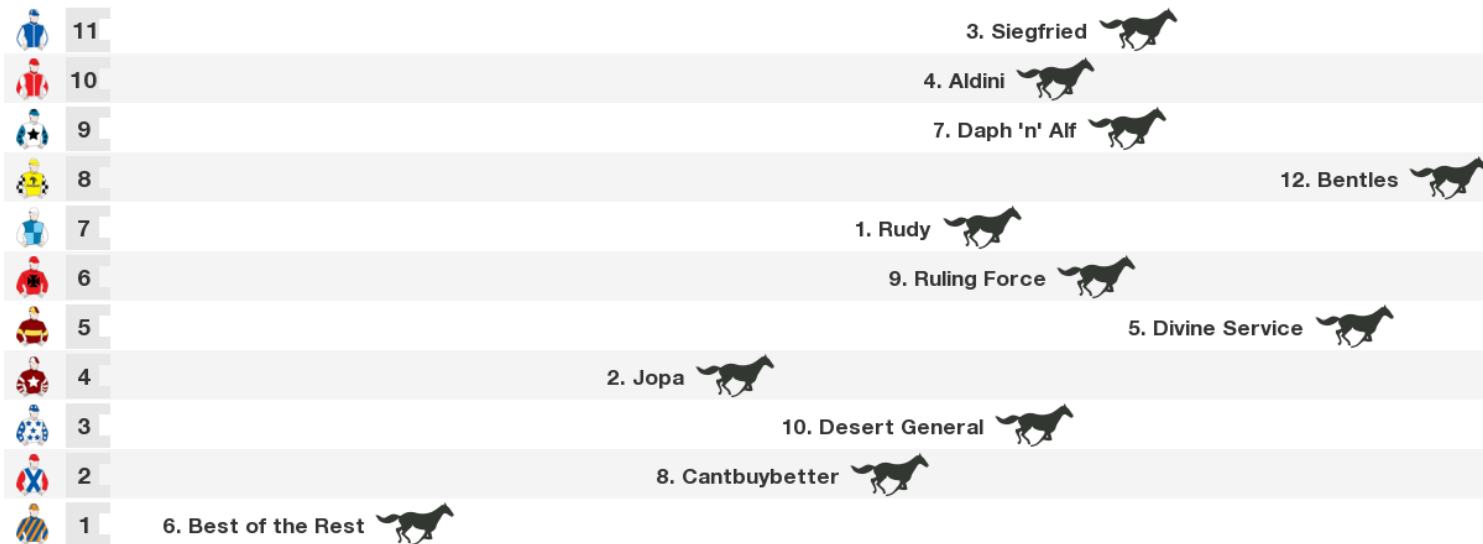 11 3. Siegfried
10 4. Aldini
9 7. Daph 'n' Alf
8 12. Bentles
7 1. Rudy
6 9. Ruling Force
5 5. Divine Service
4 2. Jopa
3 10. Desert General
2 8. Cantbuybetter
1 6. Best of the Rest